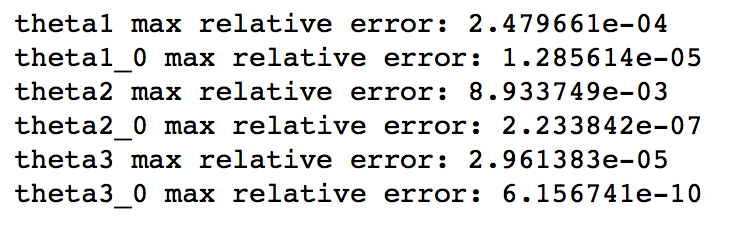 theta1 max relative error: 2.479661e-04
theta1_0 max relative error: 1.285614e-05
theta2 max relative error: 8.933749e-03
theta2_0 max relative error: 2.233842e-07
theta3 max relative error: 2.961383e-05
theta3_0 max relative error: 6.156741e-10